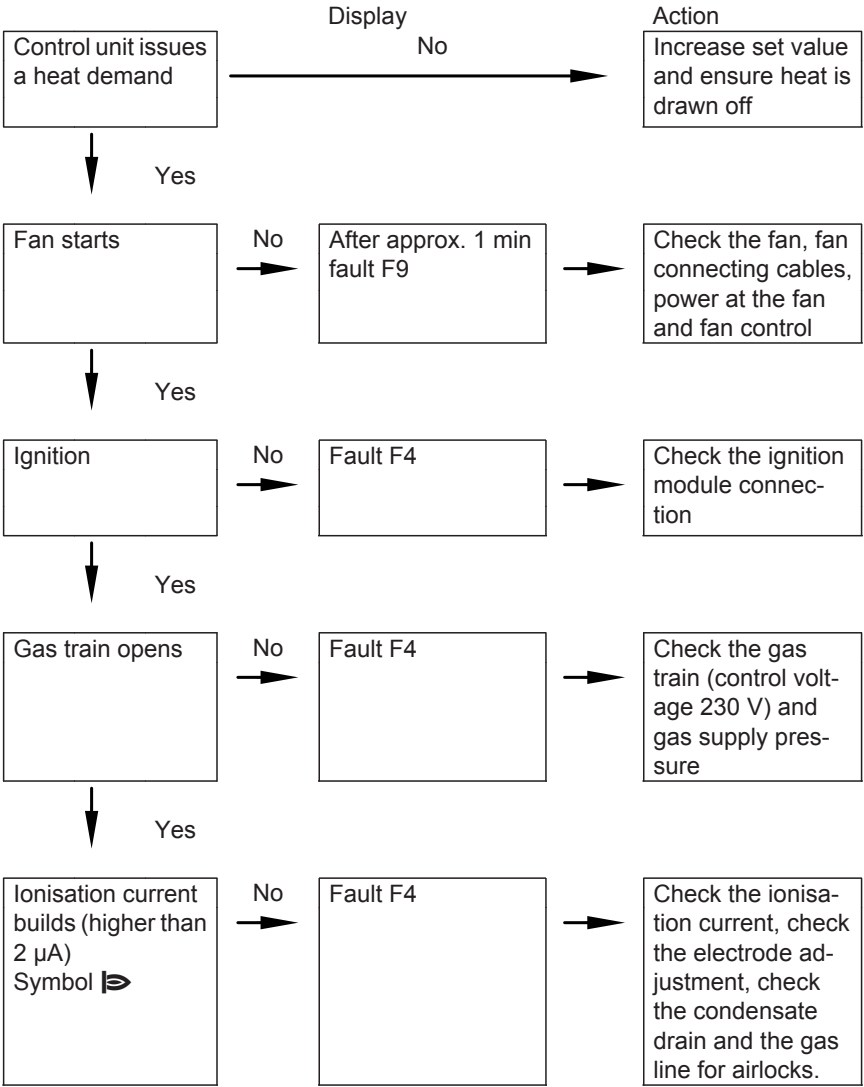 Display
Action
Control unit issues
a heat demand
No
Increase set value
and ensure heat is
drawn off
Yes
Fan starts
No
After approx. 1 min
fault F9
Check the fan, fan
connecting cables,
power at the fan
and fan control
Yes
Ignition
No
Fault F4
Check the ignition
module connec-
tion
Yes
Gas train opens
No
Fault F4
Check the gas
train (control volt-
age 230 V) and
gas supply pres-
sure
Yes
Ionisation current
builds (higher than
2 µA)
Symbol
No
Fault F4
Check the ionisa-
tion current, check
the electrode ad-
justment, check
the condensate
drain and the gas
line for airlocks.